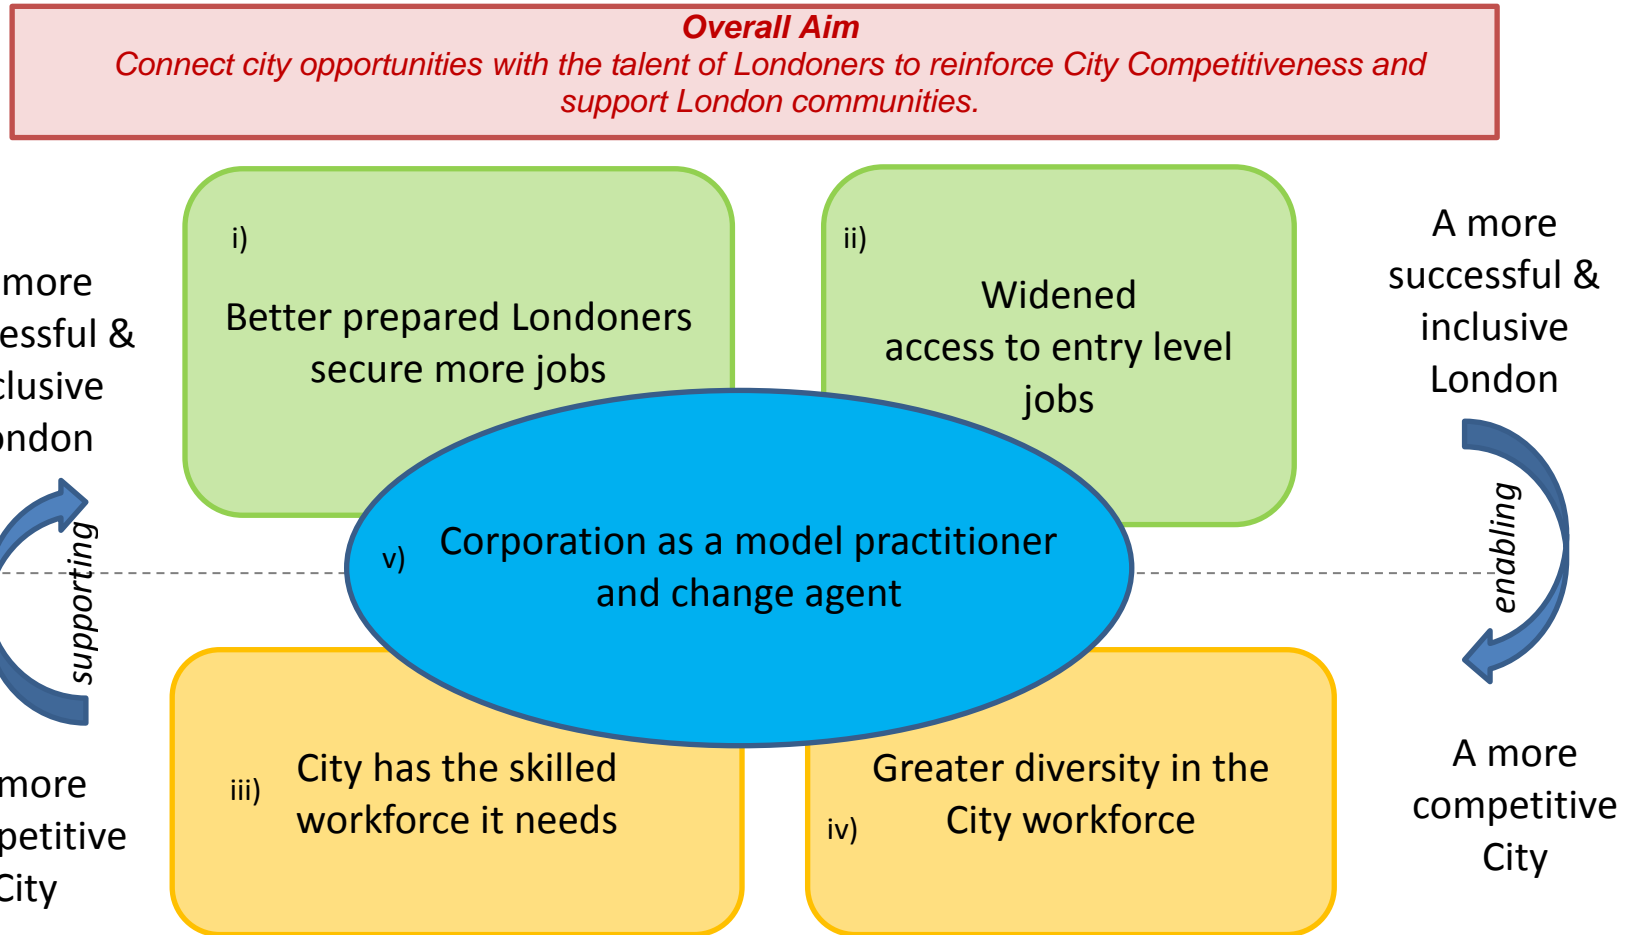 Overall Aim
Connect city opportunities with the talent of Londoners to reinforce City Competitiveness and
support London communities.
i)
Better prepared Londoners
secure more jobs
ii)
Widened
access to entry level
jobs
A more
successful &
inclusive
London
more
essful &
clusive
ondon
supporting
enabling
v)
Corporation as a model practitioner
and change agent
iii)
City has the skilled
workforce it needs
iv)
Greater diversity in the
City workforce
more
petitive
City
A more
competitive
City